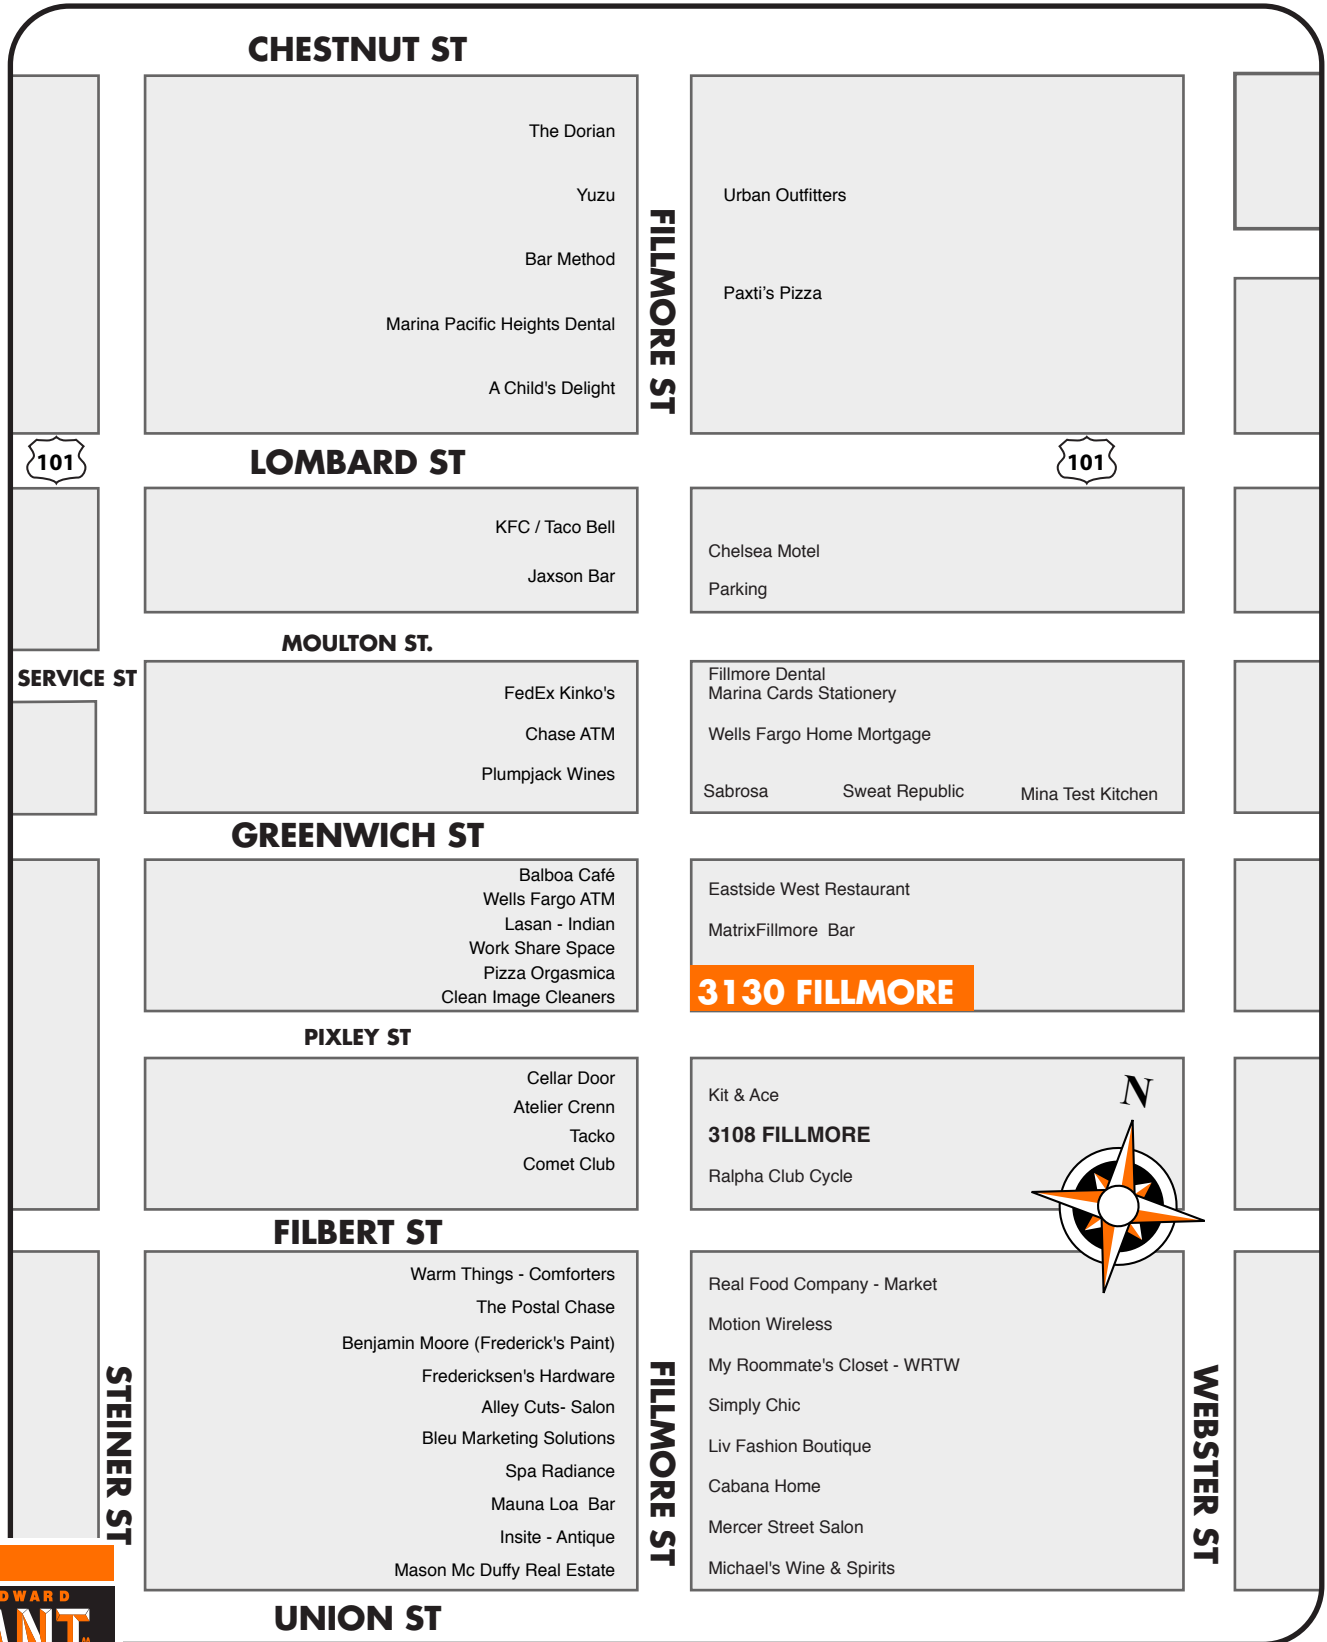 CHESTNUT ST
The Dorian
Yuzu
Bar Method
Marina Pacific Heights Dental
A Child's Delight
FILLMORE ST
Urban Outfitters
Paxti's Pizza
101
LOMBARD ST
101
KFC / Taco Bell
Jaxson Bar
Chelsea Motel
Parking
MOULTON ST.
SERVICE ST
FedEx Kinko's
Chase ATM
Plumpjack Wines
Fillmore Dental
Marina Cards Stationery
Wells Fargo Home Mortgage
Sabrosa Sweat Republic Mina Test Kitchen
GREENWICH ST
Balboa Café
Wells Fargo ATM
Lasan - Indian
Work Share Space
Pizza Orgasmica
Clean Image Cleaners
Eastside West Restaurant
MatrixFillmore Bar
3130 FILLMORE
PIXLEY ST
Cellar Door
Atelier Crenn
Tacko
Comet Club
Kit & Ace
3108 FILLMORE
Ralpha Club Cycle
N
FILBERT ST
STEINER ST
Warm Things - Comforters
The Postal Chase
Benjamin Moore (Frederick's Paint)
Fredericksen's Hardware
Alley Cuts- Salon
Bleu Marketing Solutions
Spa Radiance
Mauna Loa Bar
Insite - Antique
Mason Mc Duffy Real Estate
FILLMORE ST
Real Food Company - Market
Motion Wireless
My Roommate's Closet - WRTW
Simply Chic
Liv Fashion Boutique
Cabana Home
Mercer Street Salon
Michael's Wine & Spirits
WEBSTER ST
UNION ST